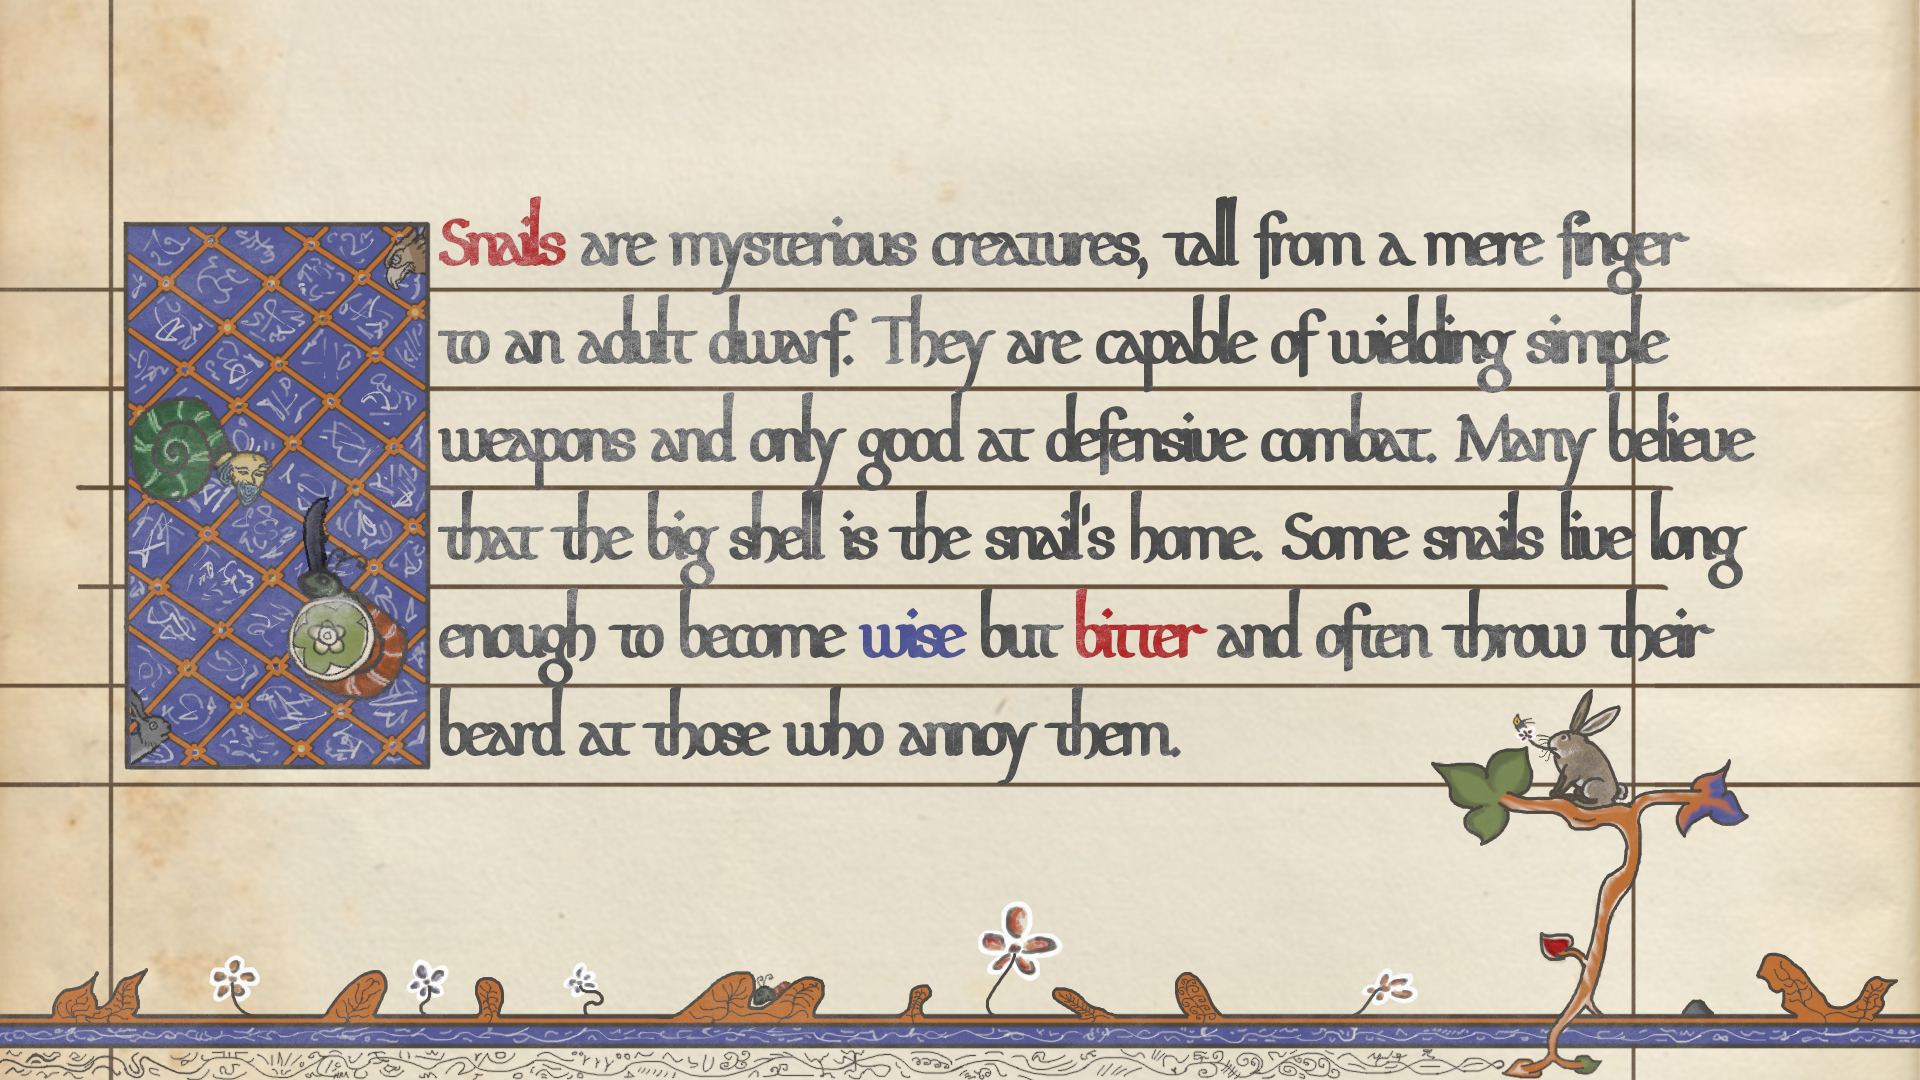 Snails are mysterious creatures, tall from a mere finger
to an adult dwarf. They are capable of wielding simple
weapons and only good at defensive combat. Many believe
that the big shell is the snail's home. Some snails live long
enough to become wise but bitter and often throw their
beard at those who annoy them.